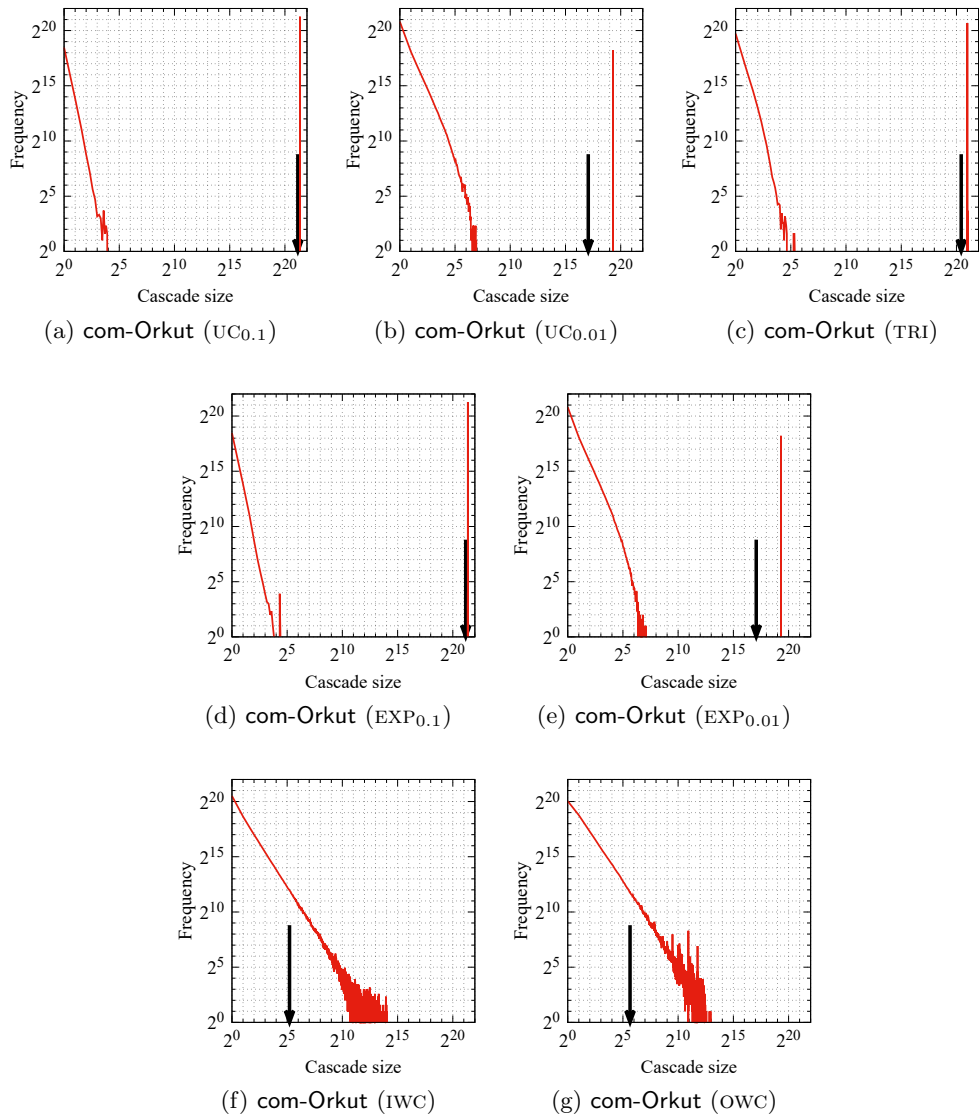 2^20
2^15
2^10
2^5
2^0
Frequency
2^0 2^5 2^10 2^15 2^20
Cascade size
(a) com-Orkut (UC0.1)
2^20
2^15
2^10
2^5
2^0
Frequency
2^0 2^5 2^10 2^15 2^20
Cascade size
(b) com-Orkut (UC0.01)
2^20
2^15
2^10
2^5
2^0
Frequency
2^0 2^5 2^10 2^15 2^20
Cascade size
(c) com-Orkut (TRI)
2^20
2^15
2^10
2^5
2^0
Frequency
2^0 2^5 2^10 2^15 2^20
Cascade size
(d) com-Orkut (EXP0.1)
2^20
2^15
2^10
2^5
2^0
Frequency
2^0 2^5 2^10 2^15 2^20
Cascade size
(e) com-Orkut (EXP0.01)
2^20
2^15
2^10
2^5
2^0
Frequency
2^0 2^5 2^10 2^15 2^20
Cascade size
(f) com-Orkut (IWC)
2^20
2^15
2^10
2^5
2^0
Frequency
2^0 2^5 2^10 2^15 2^20
Cascade size
(g) com-Orkut (OWC)